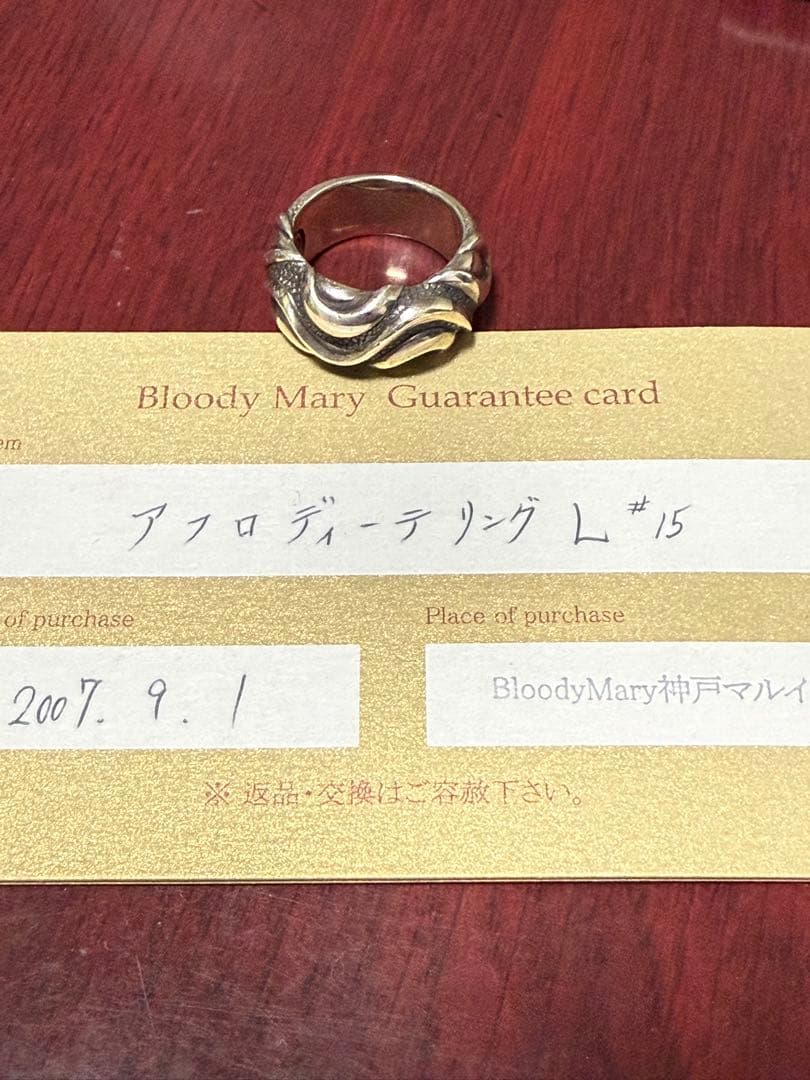 Bloody Mary Guarantee card
em
アフロディーテリング L #15
of purchase
Place of purchase
2007. 9. 1
BloodyMary神戸マルイ
※ 返品・交換はご容赦下さい。